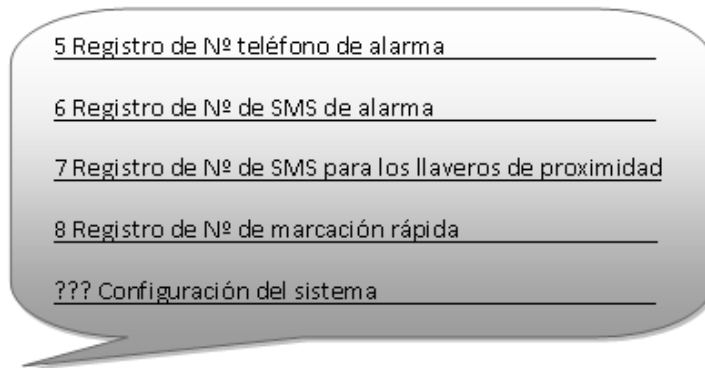 5 Registro de Nº teléfono de alarma
6 Registro de Nº de SMS de alarma
7 Registro de Nº de SMS para los llaveros de proximidad
8 Registro de Nº de marcación rápida
??? Configuración del sistema